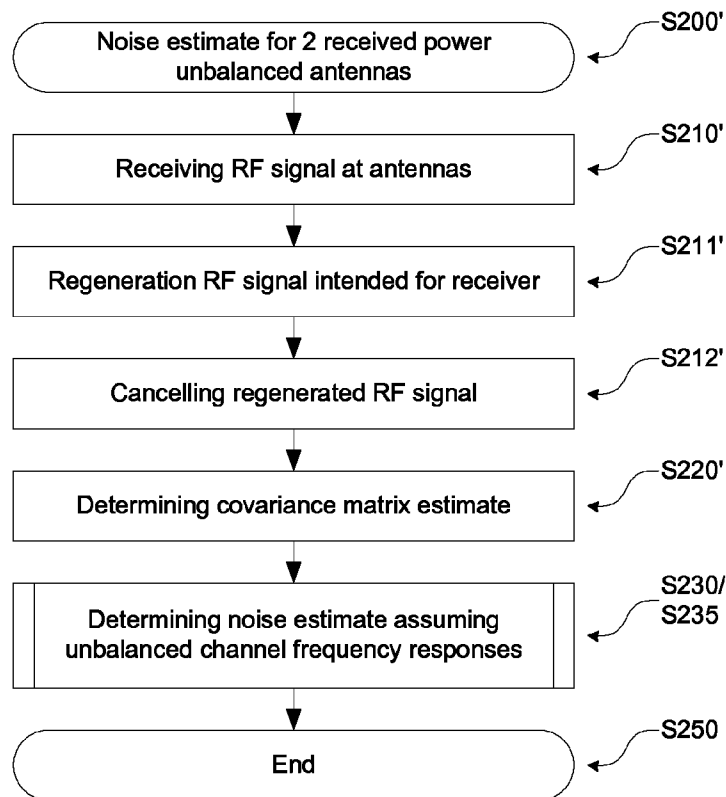 Noise estimate for 2 received power
unbalanced antennas
S200'
Receiving RF signal at antennas
S210'
Regeneration RF signal intended for receiver
S211'
Cancelling regenerated RF signal
S212'
Determining covariance matrix estimate
S220'
Determining noise estimate assuming
unbalanced channel frequency responses
S230/
S235
End
S250